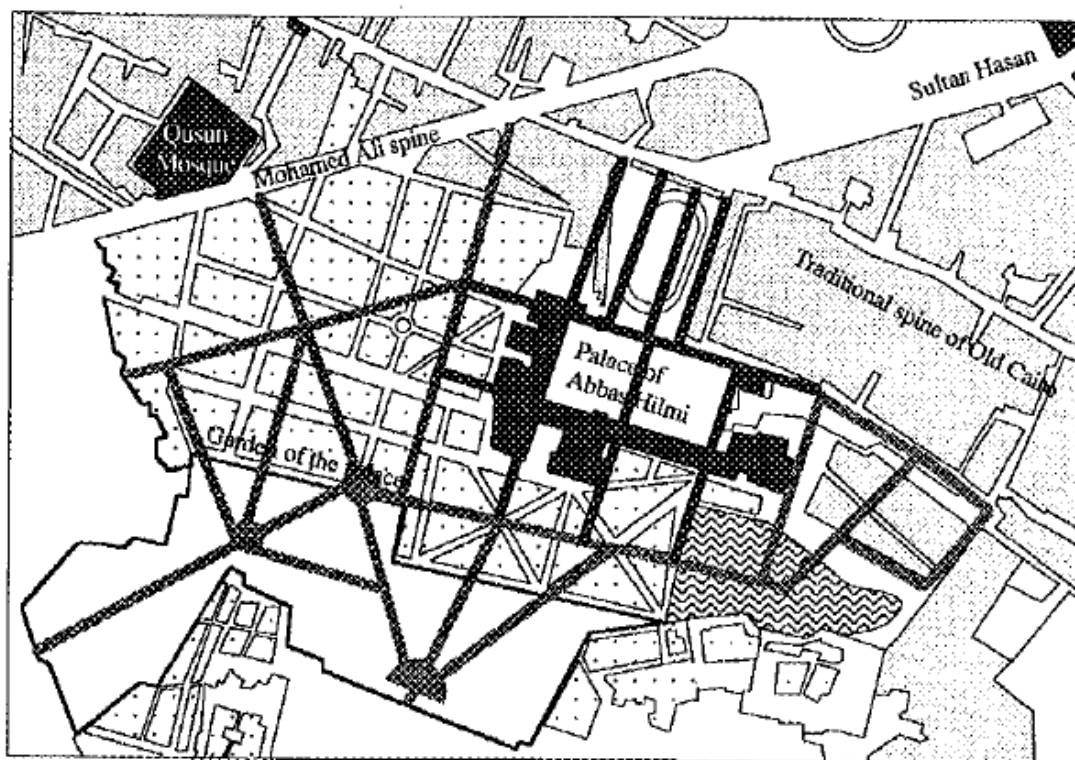 Sultan Hasan
Qusun
Mosque
Mohamed Ali spine
Traditional spine of Old Cairo
Palace of
Abbas Hilmi
Garden of the Palace